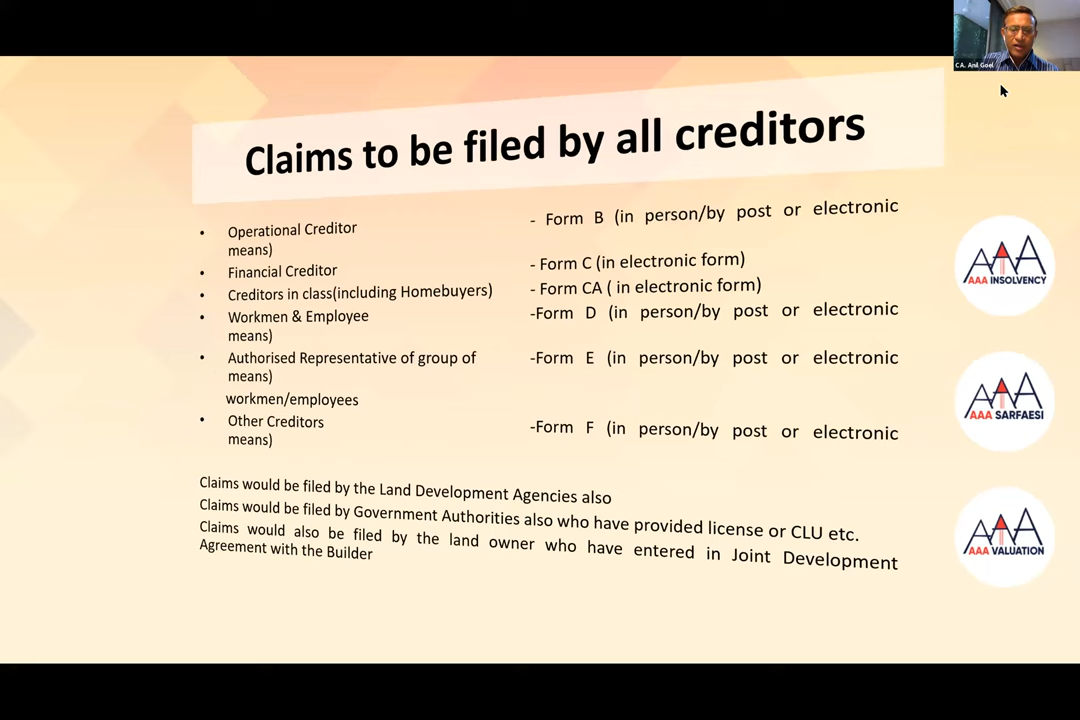 CA. Anil Goel
Claims to be filed by all creditors
• Operational Creditor - Form B (in person/by post or electronic
means)
• Financial Creditor - Form C (in electronic form)
• Creditors in class(including Homebuyers) - Form CA ( in electronic form)
• Workmen & Employee -Form D (in person/by post or electronic
means)
• Authorised Representative of group of -Form E (in person/by post or electronic
means)
workmen/employees
• Other Creditors -Form F (in person/by post or electronic
means)
Claims would be filed by the Land Development Agencies also
Claims would be filed by Government Authorities also who have provided license or CLU etc.
Claims would also be filed by the land owner who have entered in Joint Development
Agreement with the Builder
AAA
AAA INSOLVENCY
AAA
AAA SARFAESI
AAA
AAA VALUATION